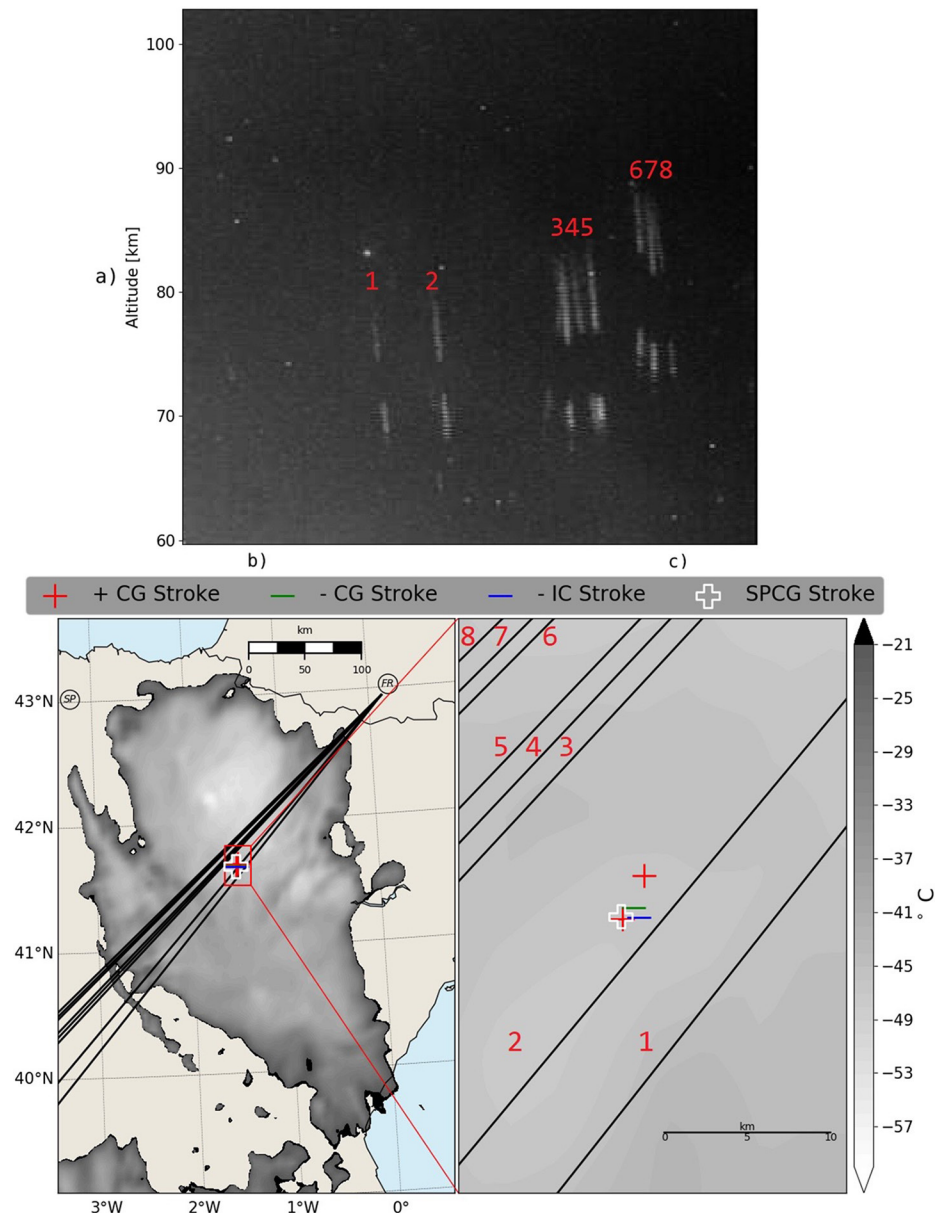 100
678
90
345
a)
Altitude [km]
1
2
80
70
60
b)
c)
+ CG Stroke
- CG Stroke
- IC Stroke
SPCG Stroke
km
0
50
100
SP
FR
43°N
42°N
41°N
40°N
3°W
2°W
1°W
0°
8 7 6
5 4 3
2
1
km
0
5
10
−21
−25
−29
−33
−37
−41
−45
−49
−53
−57
°C